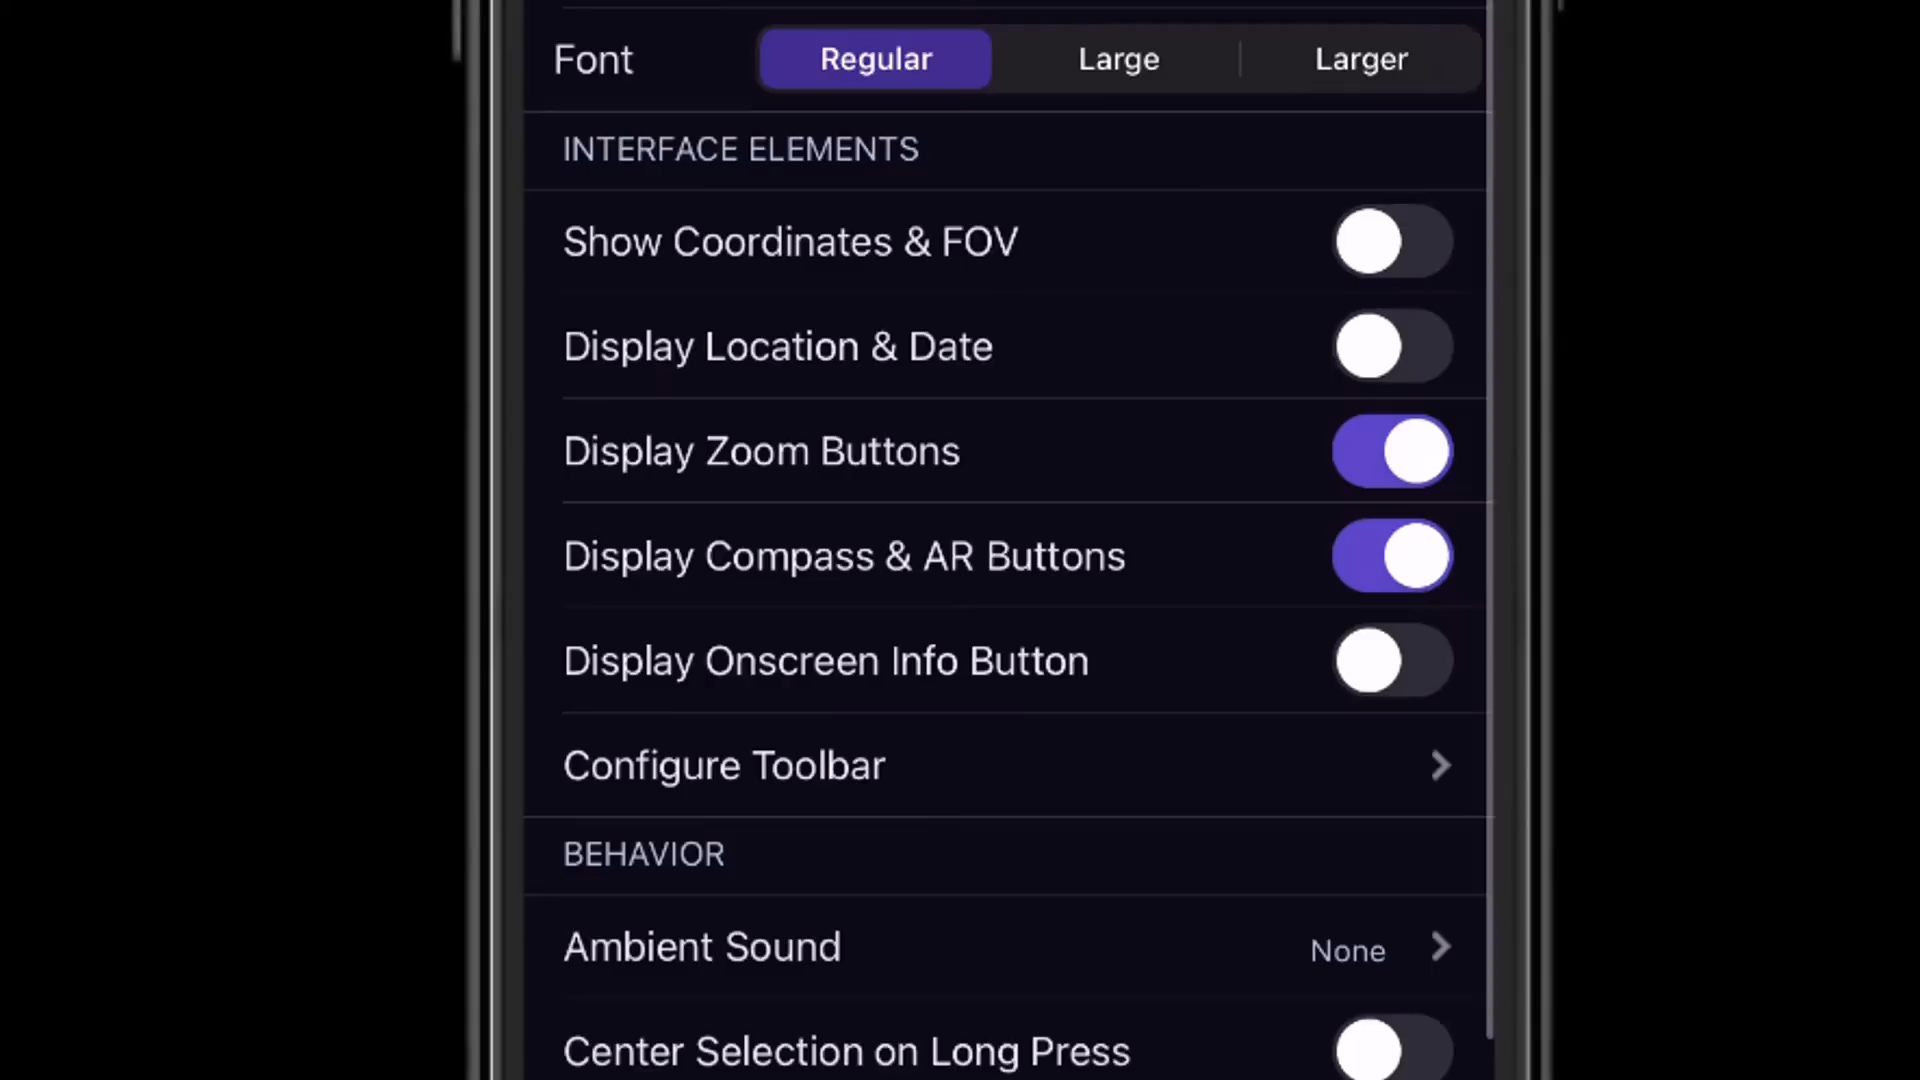 Font Regular Large Larger
INTERFACE ELEMENTS
Show Coordinates & FOV
Display Location & Date
Display Zoom Buttons
Display Compass & AR Buttons
Display Onscreen Info Button
Configure Toolbar
BEHAVIOR
Ambient Sound None
Center Selection on Long Press